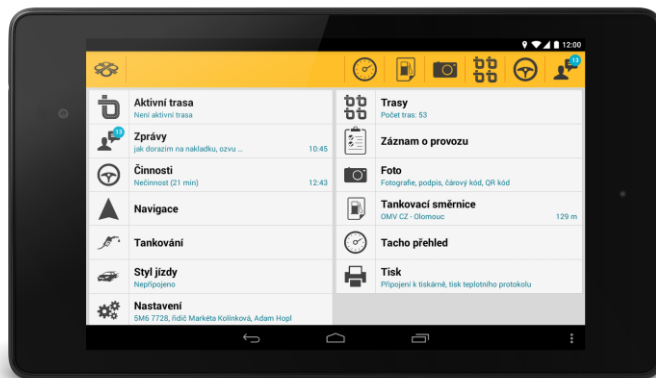 12:00
13
Aktivní trasa
Není aktivní trasa
Zprávy
13
jak dorazím na nakladku, ozvu ...
10:45
Činnosti
Nečinnost (21 min)
12:43
Navigace
Tankování
Styl jízdy
Nepřipojeno
Nastavení
5M6 7728, řidič Markéta Kolínková, Adam Hopl
Trasy
Počet tras: 53
Záznam o provozu
Foto
Fotografie, podpis, čárový kód, QR kód
Tankovací směrnice
OMV CZ - Olomouc
129 m
Tacho přehled
Tisk
Připojení k tiskárně, tisk teplotního protokolu